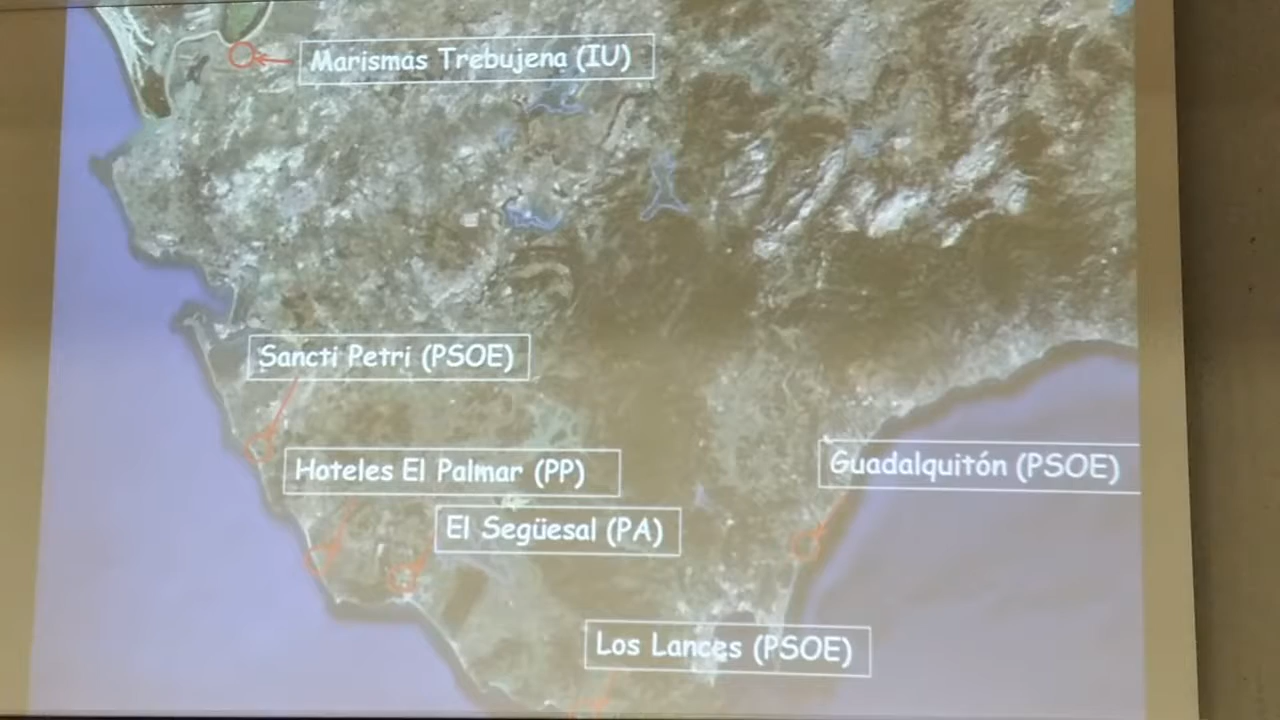 Marismas Trebujena (IU)
Sancti Petri (PSOE)
Hoteles El Palmar (PP)
Guadalquitón (PSOE)
El Següesal (PA)
Los Lances (PSOE)